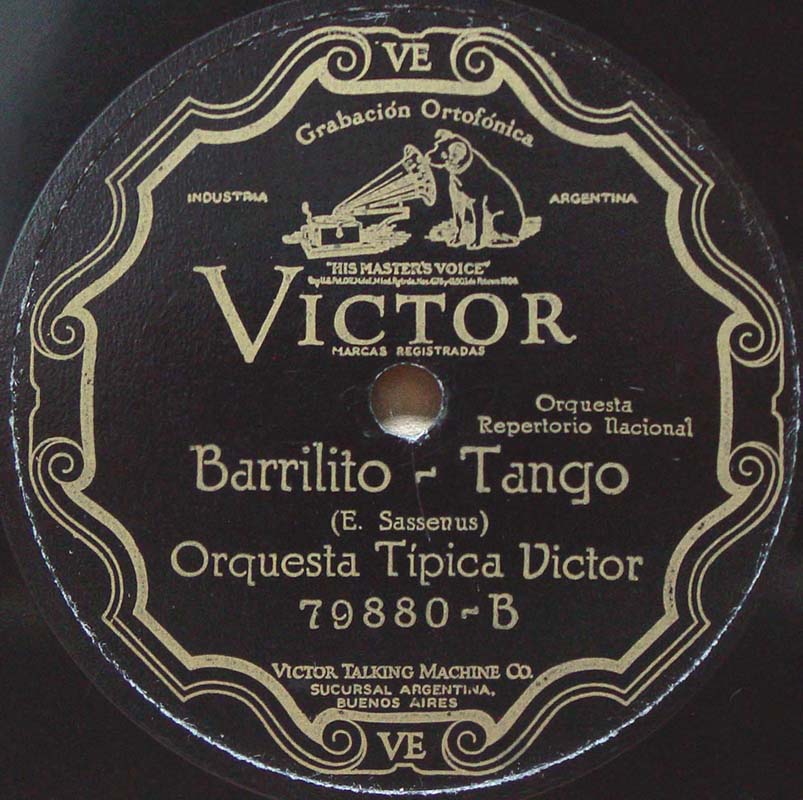 VE
Grabación Ortofónica
INDUSTRIA
ARGENTINA
"HIS MASTER'S VOICE"
VICTOR
MARCAS REGISTRADAS
Orquesta
Repertorio Nacional
Barrilito - Tango
(E. Sassenus)
Orquesta Típica Victor
79880-B
VICTOR TALKING MACHINE CO.
SUCURSAL ARGENTINA,
BUENOS AIRES
VE